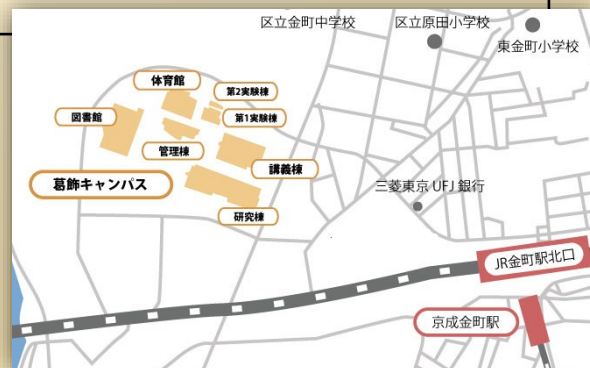 区立金町中学校
区立原田小学校
東金町小学校
体育館
第2実験棟
図書館
第1実験棟
管理棟
講義棟
葛飾キャンパス
三菱東京UFJ銀行
研究棟
JR金町駅北口
京成金町駅